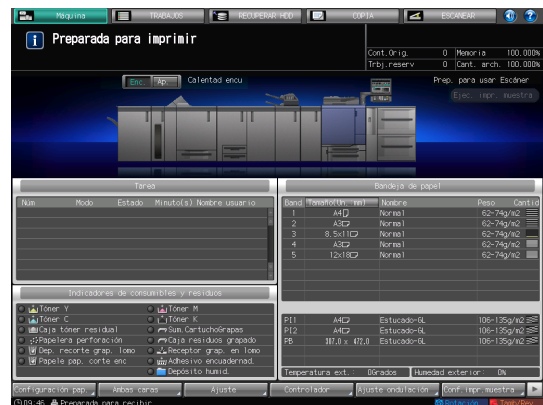 Máquina TRABAJOS RECUPERAR HDD COPIA ESCANEAR
Preparada para imprimir
Cont.Orig. 0 Memoria 100.000%
Trbj.reserv 0 Cant. arch. 100.000%
Enc. Ap. Calentad encu
Prep. para usar Escáner
Ejec. impr. muestra
Tarea
Núm Modo Estado Minuto(s) Nombre usuario
Bandeja de papel
Band Tamaño(Un. mm) Nombre Peso Cantid
1 A4 Normal 62-74g/m2
2 A3 Normal 62-74g/m2
3 8.5x11 Normal 62-74g/m2
4 A3 Normal 62-74g/m2
5 12x18 Normal 62-74g/m2
PI1 A4 Estucado-GL 106-135g/m2
PI2 A4 Estucado-GL 106-135g/m2
PB 307,0 x 472,0 Estucado-GL 106-135g/m2
Indicadores de consumibles y residuos
Tóner Y Tóner M
Tóner C Tóner K
Caja tóner residual Sum.CartuchoGrapas
Papelera perforación Caja residuos grapado
Dep. recorte grap. lomo Receptor grap. en lomo
Papele pap. corte enc Adhesivo encuadernad.
Depósito humid.
Temperatura ext. : 0Grados Humedad exterior: 0%
Configuración pap. Ambas caras Ajuste Controlador Ajuste ondulación Conf.impr.muestra
09:46 Preparada para recibir Rotación Tamb/Rev